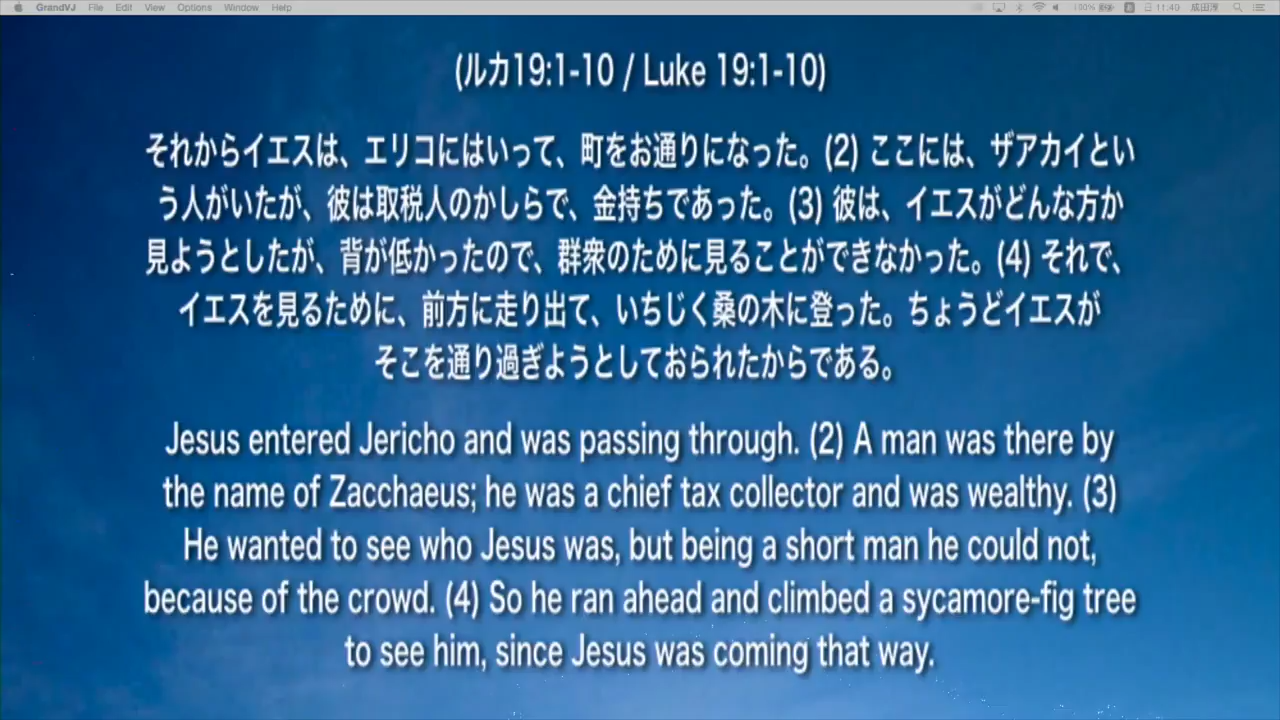 GrandVJ File Edit View Options Window Help 100% 日 11:40 成田淳
(ルカ19:1-10 / Luke 19:1-10)
それからイエスは、エリコにはいって、町をお通りになった。(2) ここには、ザアカイとい
う人がいたが、彼は取税人のかしらで、金持ちであった。(3) 彼は、イエスがどんな方か
見ようとしたが、背が低かったので、群衆のために見ることができなかった。(4) それで、
イエスを見るために、前方に走り出て、いちじく桑の木に登った。ちょうどイエスが
そこを通り過ぎようとしておられたからである。
Jesus entered Jericho and was passing through. (2) A man was there by
the name of Zacchaeus; he was a chief tax collector and was wealthy. (3)
He wanted to see who Jesus was, but being a short man he could not,
because of the crowd. (4) So he ran ahead and climbed a sycamore-fig tree
to see him, since Jesus was coming that way.